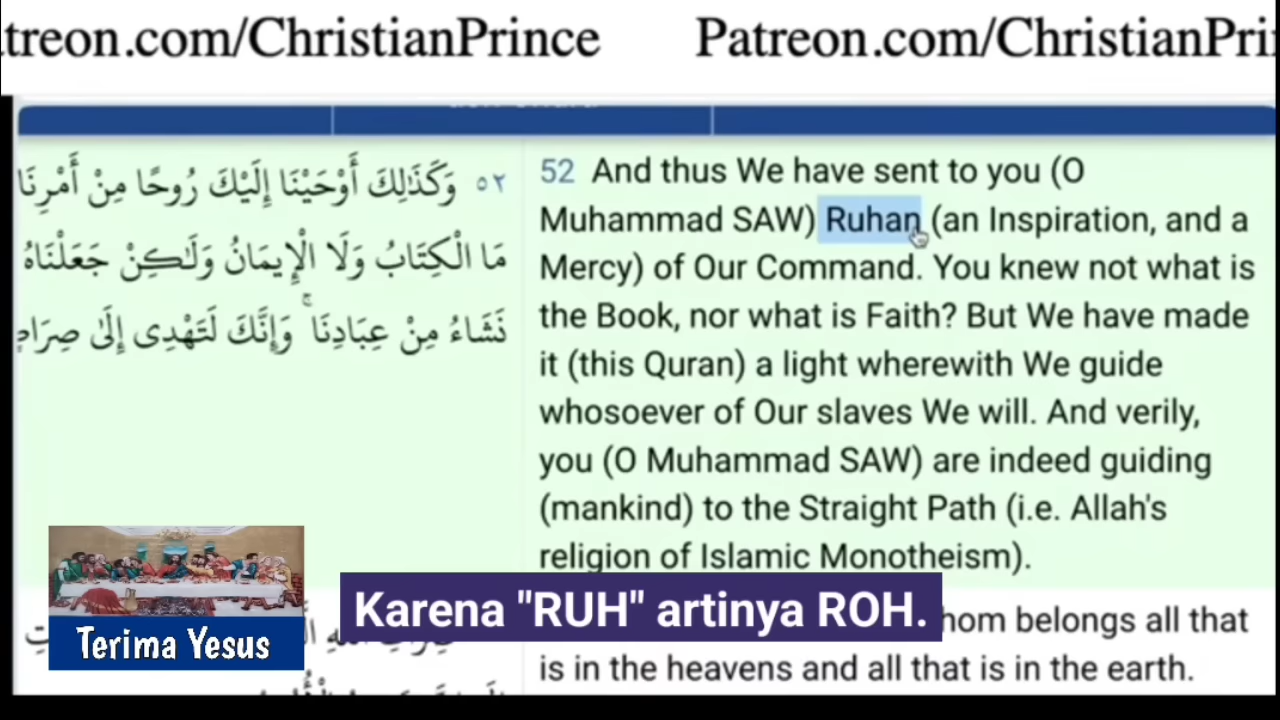 treon.com/ChristianPrince Patreon.com/ChristianPri
٥٢ وَكَذَٰلِكَ أَوْحَيْنَا إِلَيْكَ رُوحًا مِنْ أَمْرِنَا
مَا الْكِتَابُ وَلَا الْإِيمَانُ وَلَٰكِنْ جَعَلْنَاهُ
نَشَاءُ مِنْ عِبَادِنَا ۚ وَإِنَّكَ لَتَهْدِي إِلَىٰ
52 And thus We have sent to you (O
Muhammad SAW) Ruhan (an Inspiration, and a
Mercy) of Our Command. You knew not what is
the Book, nor what is Faith? But We have made
it (this Quran) a light wherewith We guide
whosoever of Our slaves We will. And verily,
you (O Muhammad SAW) are indeed guiding
(mankind) to the Straight Path (i.e. Allah's
religion of Islamic Monotheism).
hom belongs all that
is in the heavens and all that is in the earth.
Karena "RUH" artinya ROH.
Terima Yesus